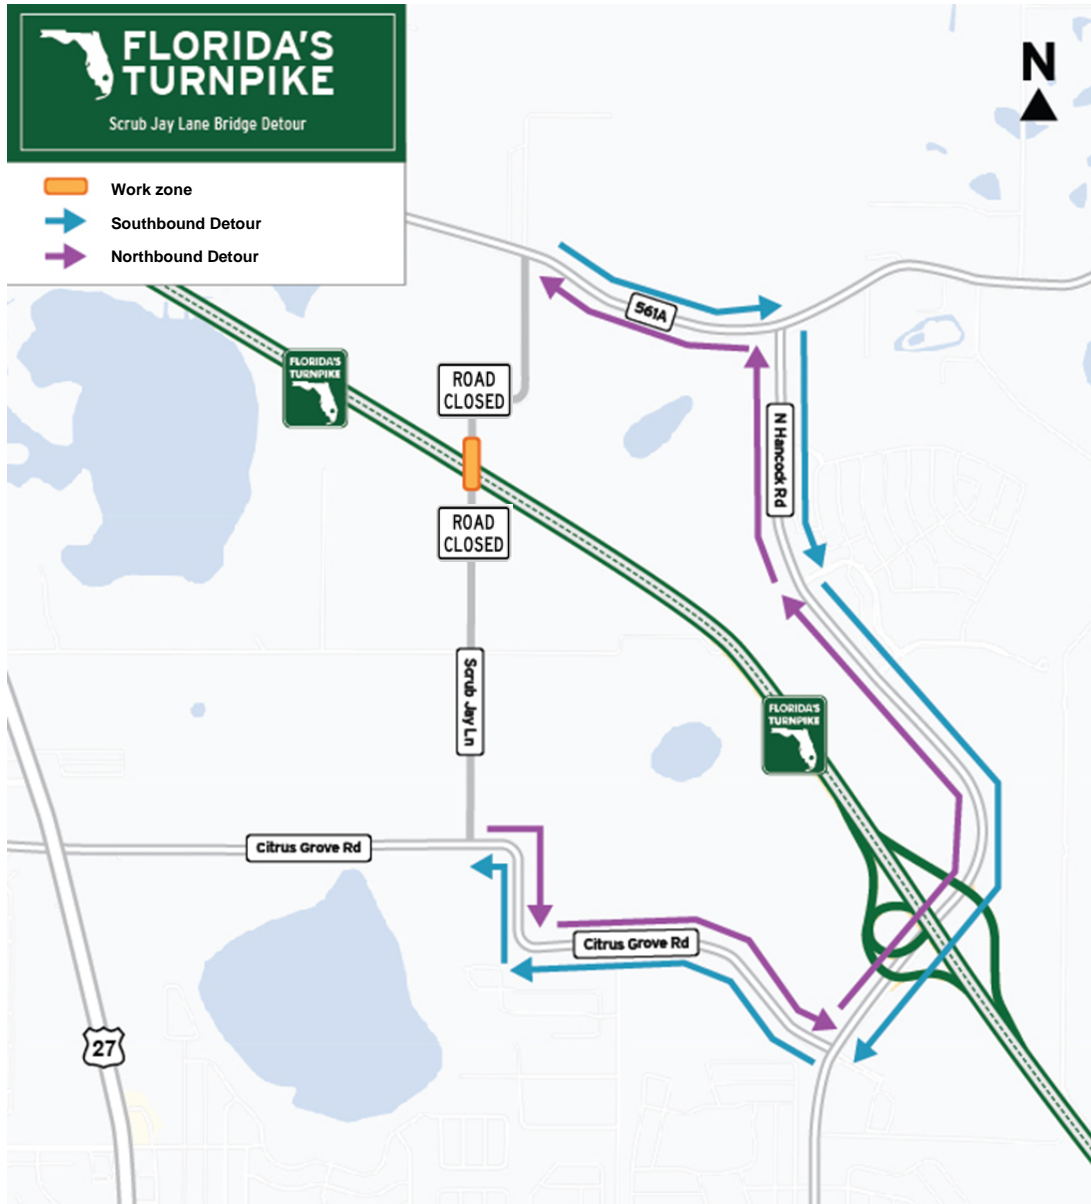 FLORIDA'S
TURNPIKE
Scrub Jay Lane Bridge Detour
N
Work zone
Southbound Detour
Northbound Detour
561A
FLORIDA'S
TURNPIKE
ROAD
CLOSED
N Hancock Rd
ROAD
CLOSED
Scrub Jay Ln
FLORIDA'S
TURNPIKE
Citrus Grove Rd
Citrus Grove Rd
27